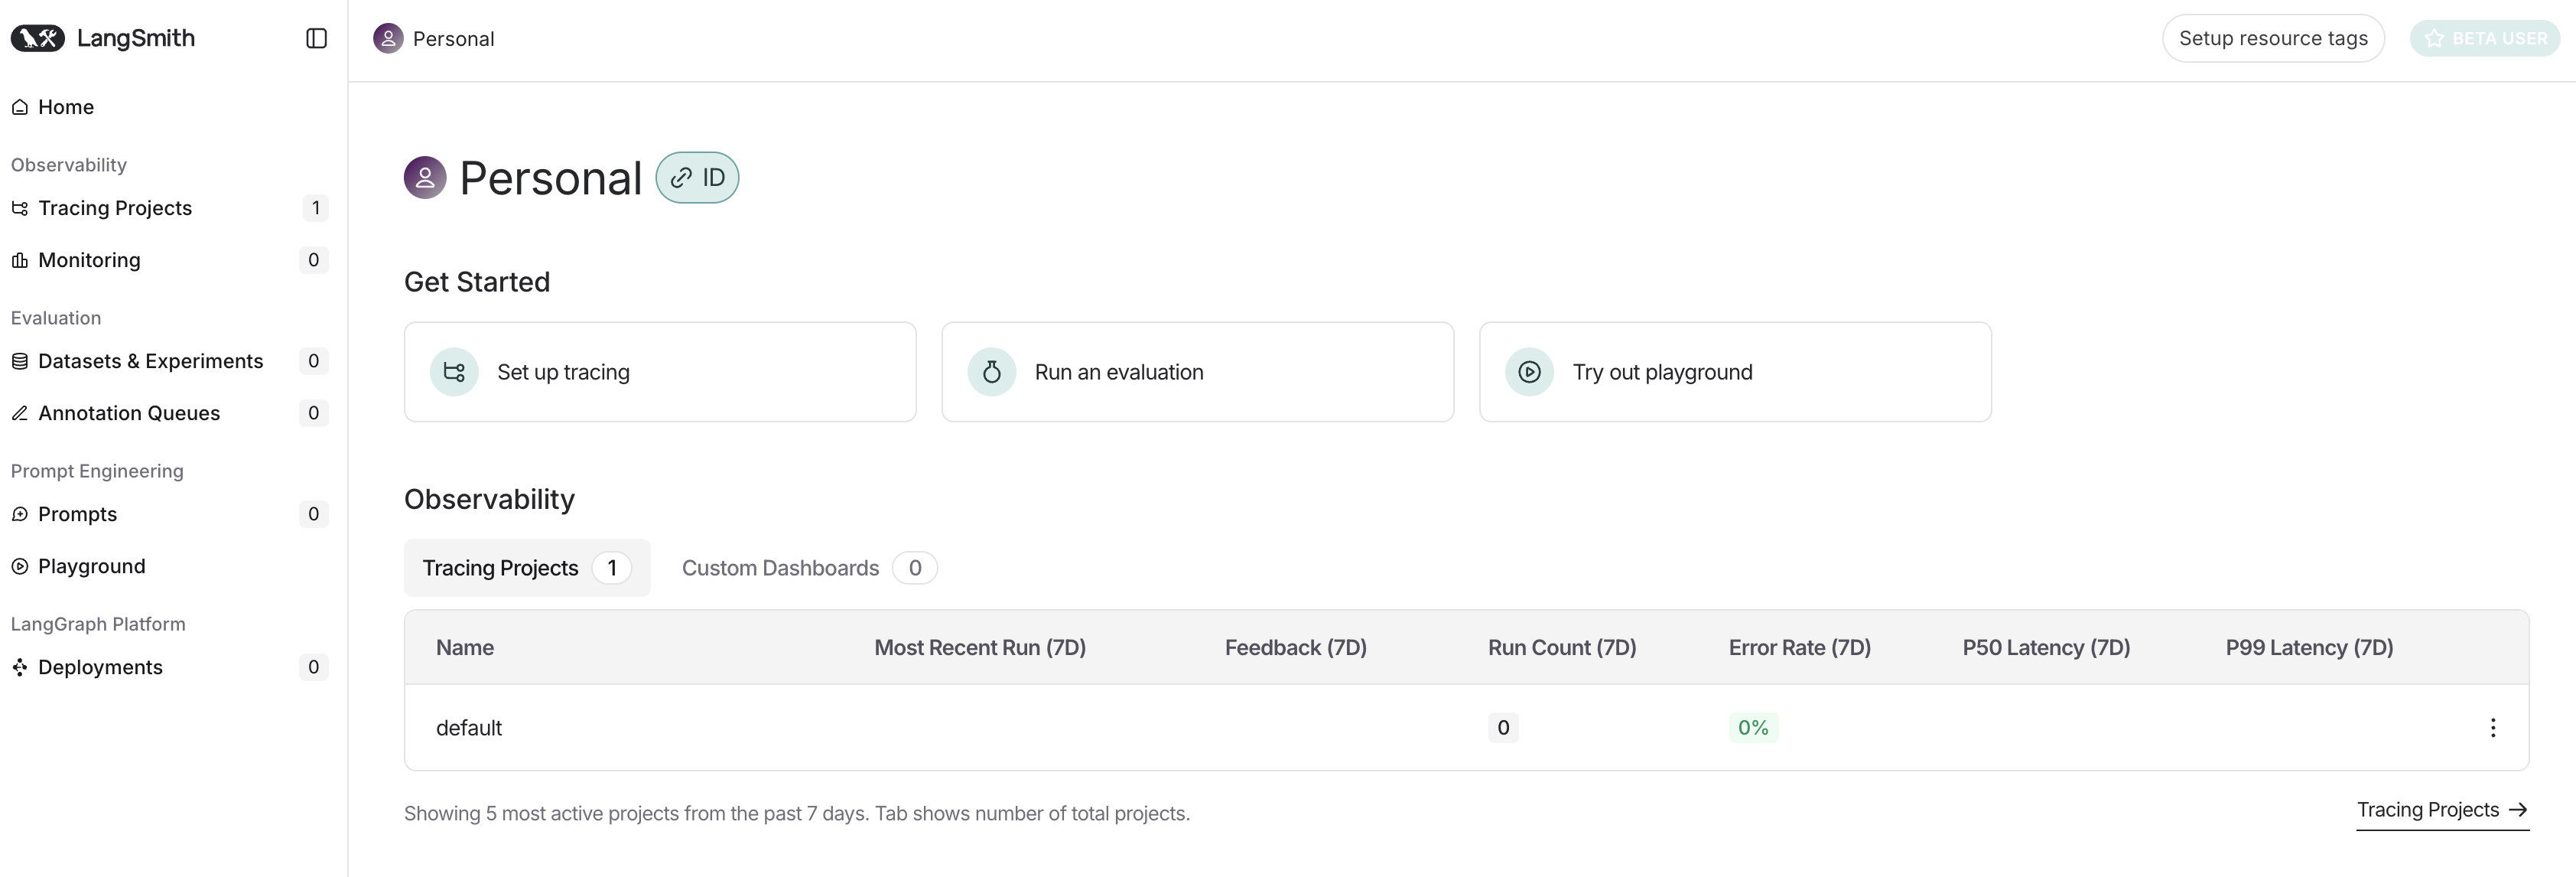 LangSmith
Home
Observability
Tracing Projects 1
Monitoring 0
Evaluation
Datasets & Experiments 0
Annotation Queues 0
Prompt Engineering
Prompts 0
Playground
LangGraph Platform
Deployments 0
Personal
Setup resource tags
BETA USER
Personal
ID
Get Started
Set up tracing
Run an evaluation
Try out playground
Observability
Tracing Projects 1
Custom Dashboards 0
Name Most Recent Run (7D) Feedback (7D) Run Count (7D) Error Rate (7D) P50 Latency (7D) P99 Latency (7D)
default 0 0%
Showing 5 most active projects from the past 7 days. Tab shows number of total projects.
Tracing Projects